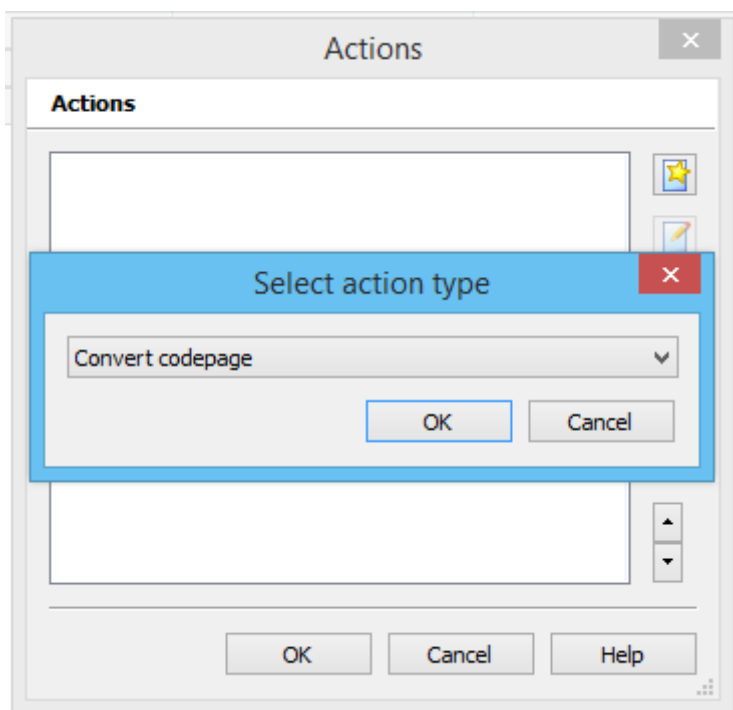 Actions
Actions
Select action type
Convert codepage
OK Cancel
OK Cancel Help